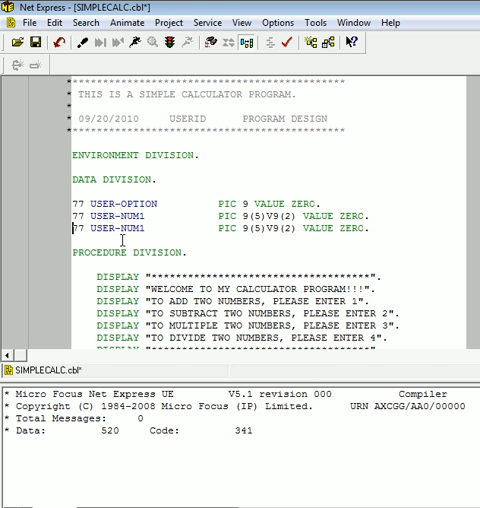 Net Express - [SIMPLECALC.cbl*]
File Edit Search Animate Project Service View Options Tools Window Help
*******************************************
* THIS IS A SIMPLE CALCULATOR PROGRAM.
*
* 09/20/2010 USERID PROGRAM DESIGN
*******************************************
ENVIRONMENT DIVISION.
DATA DIVISION.
77 USER-OPTION PIC 9 VALUE ZERO.
77 USER-NUM1 PIC 9(5)V9(2) VALUE ZERO.
77 USER-NUM1 PIC 9(5)V9(2) VALUE ZERO.
PROCEDURE DIVISION.
DISPLAY "***********************************".
DISPLAY "WELCOME TO MY CALCULATOR PROGRAM!!!".
DISPLAY "TO ADD TWO NUMBERS, PLEASE ENTER 1".
DISPLAY "TO SUBTRACT TWO NUMBERS, PLEASE ENTER 2".
DISPLAY "TO MULTIPLE TWO NUMBERS, PLEASE ENTER 3".
DISPLAY "TO DIVIDE TWO NUMBERS, PLEASE ENTER 4".
DISPLAY "***********************************".
SIMPLECALC.cbl*
* Micro Focus Net Express UE V5.1 revision 000 Compiler
* Copyright (C) 1984-2008 Micro Focus (IP) Limited. URN AXCGG/AA0/00000
* Total Messages: 0
* Data: 520 Code: 341